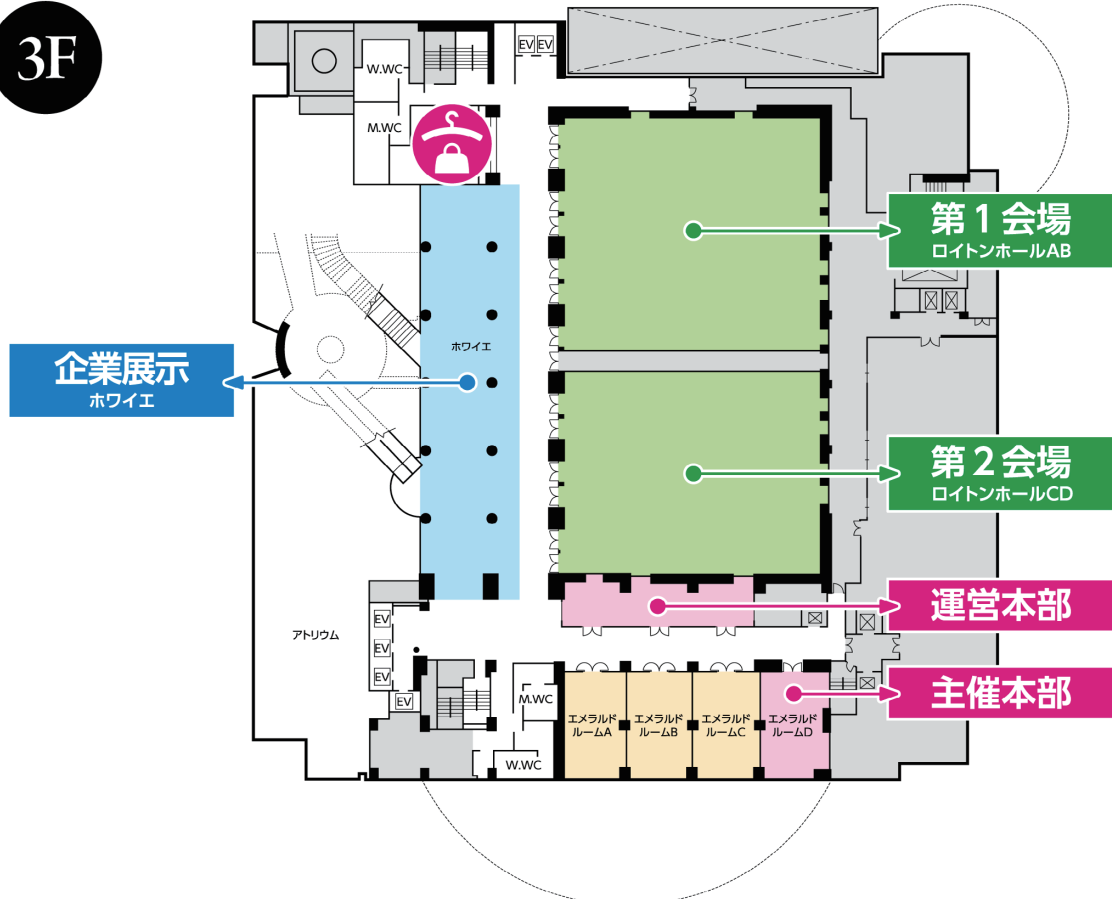 3F
EV
EV
W.WC
M.WC
第1会場
ロイトンホールAB
ホワイエ
企業展示
ホワイエ
第2会場
ロイトンホールCD
運営本部
アトリウム
EV
EV
EV
EV
主催本部
M.WC
W.WC
エメラルド
ルームA
エメラルド
ルームB
エメラルド
ルームC
エメラルド
ルームD